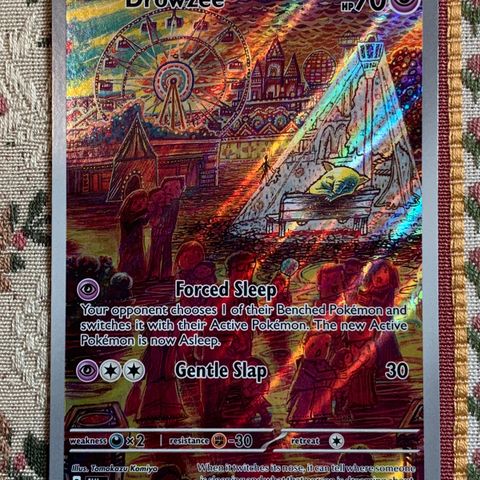 Drowzee HP 70
Forced Sleep
Your opponent chooses 1 of their Benched Pokémon and
switches it with their Active Pokémon. The new Active
Pokémon is now Asleep.
Gentle Slap 30
weakness ×2 resistance -30 retreat
Illus. Tomokazu Komiya
When it twitches its nose, it can tell where someone